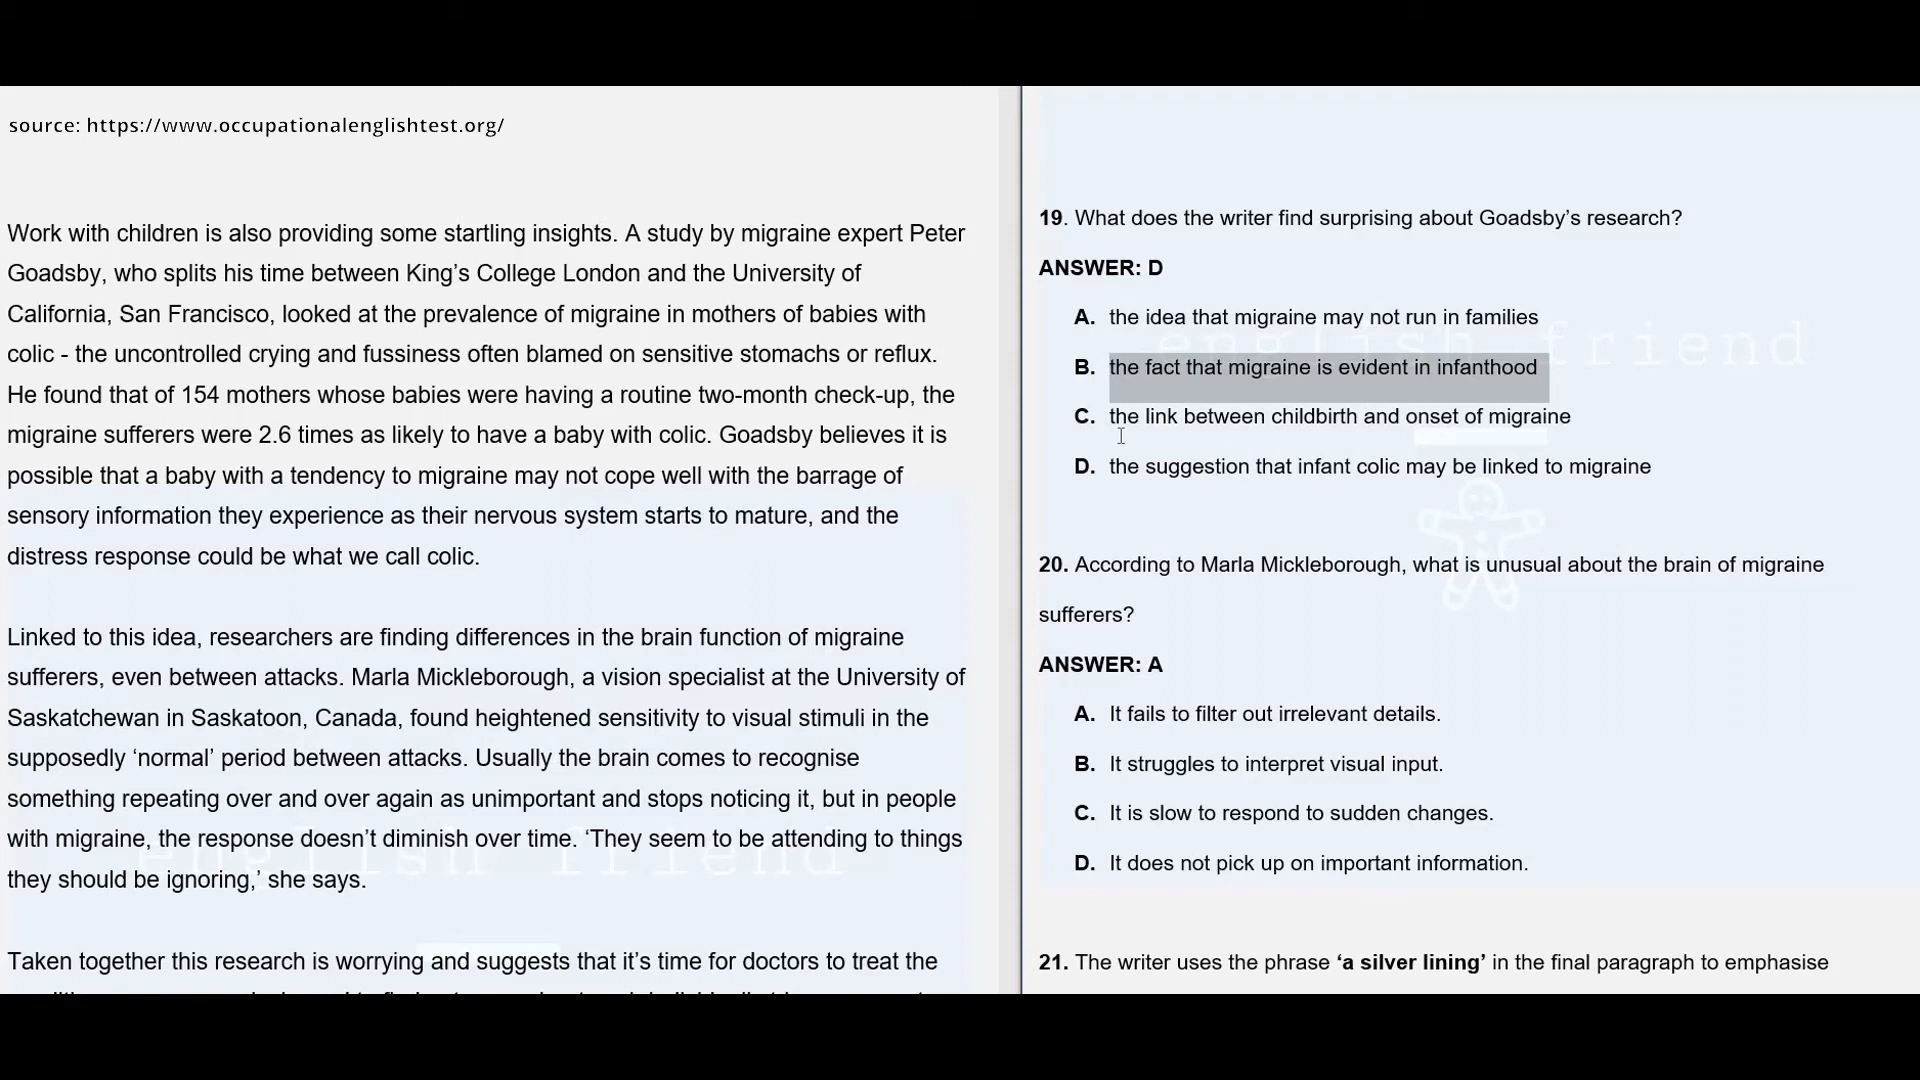 source: https://www.occupationalenglishtest.org/
Work with children is also providing some startling insights. A study by migraine expert Peter
Goadsby, who splits his time between King’s College London and the University of
California, San Francisco, looked at the prevalence of migraine in mothers of babies with
colic - the uncontrolled crying and fussiness often blamed on sensitive stomachs or reflux.
He found that of 154 mothers whose babies were having a routine two-month check-up, the
migraine sufferers were 2.6 times as likely to have a baby with colic. Goadsby believes it is
possible that a baby with a tendency to migraine may not cope well with the barrage of
sensory information they experience as their nervous system starts to mature, and the
distress response could be what we call colic.
Linked to this idea, researchers are finding differences in the brain function of migraine
sufferers, even between attacks. Marla Mickleborough, a vision specialist at the University of
Saskatchewan in Saskatoon, Canada, found heightened sensitivity to visual stimuli in the
supposedly ‘normal’ period between attacks. Usually the brain comes to recognise
something repeating over and over again as unimportant and stops noticing it, but in people
with migraine, the response doesn’t diminish over time. ‘They seem to be attending to things
they should be ignoring,’ she says.
english friend
Taken together this research is worrying and suggests that it’s time for doctors to treat the
19. What does the writer find surprising about Goadsby’s research?
ANSWER: D
A. the idea that migraine may not run in families
english friend
B. the fact that migraine is evident in infanthood
C. the link between childbirth and onset of migraine
D. the suggestion that infant colic may be linked to migraine
20. According to Marla Mickleborough, what is unusual about the brain of migraine
sufferers?
ANSWER: A
A. It fails to filter out irrelevant details.
B. It struggles to interpret visual input.
C. It is slow to respond to sudden changes.
D. It does not pick up on important information.
21. The writer uses the phrase ‘a silver lining’ in the final paragraph to emphasise